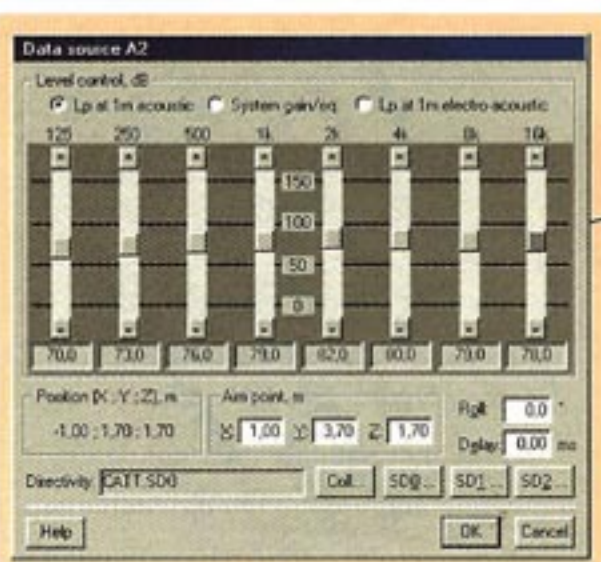 Data source A2
Level control, dB
Lp at 1m acoustic System gain/eq Lp at 1m electro-acoustic
125 250 500 1k 2k 4k 8k 16k
150
100
50
0
70,0 73,0 76,0 79,0 82,0 80,0 79,0 78,0
Position (X ; Y ; Z), m Aim point, m
Roll: 0.0 °
-1,00 ; 1,70 ; 1,70 X: 1,00 Y: 3,70 Z: 1,70
Delay: 0.00 ms
Directivity: CATT.SD0 Coll... SD0 ... SD1 ... SD2 ...
Help OK Cancel